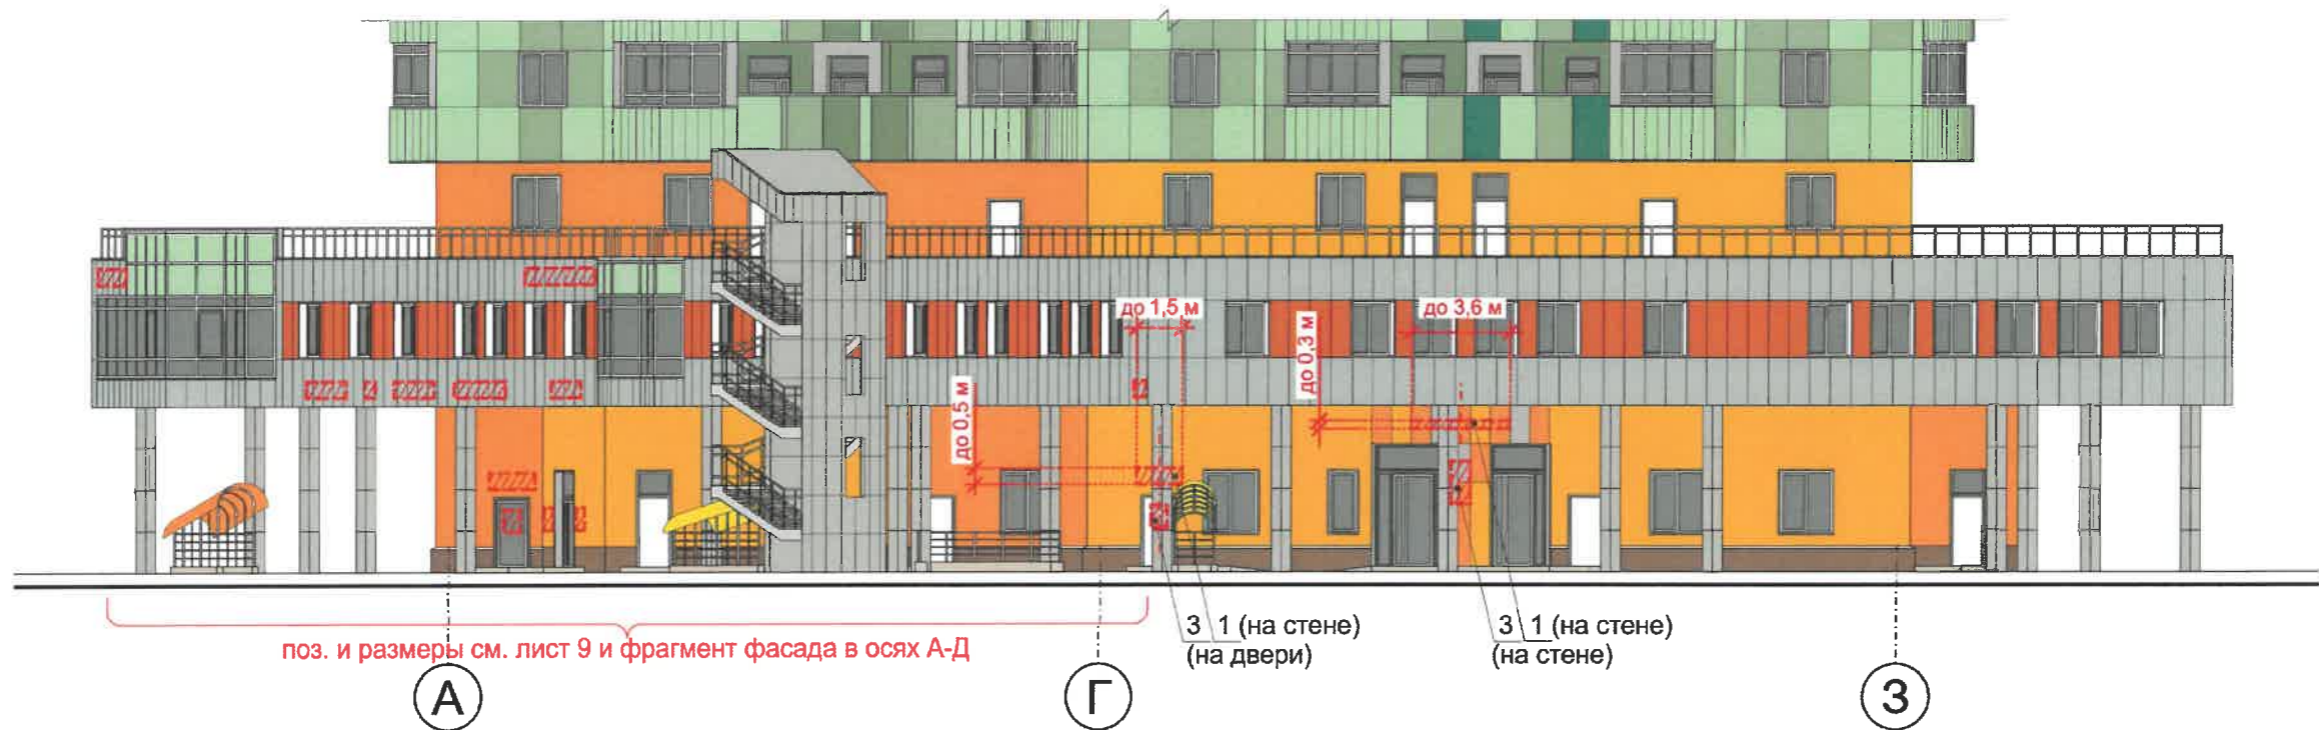 до 1,5 м
до 3,6 м
до 0,3 м
до 0,5 м
3 1 (на стене)
(на двери)
3 1 (на стене)
(на стене)
поз. и размеры см. лист 9 и фрагмент фасада в осях А-Д
А
Г
З